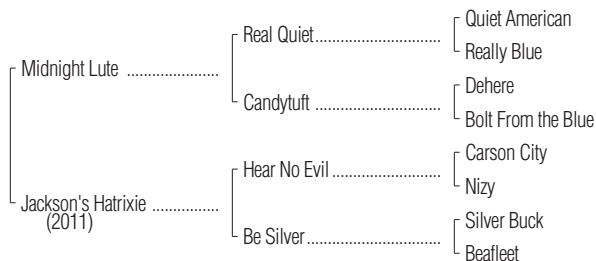 Quiet American
Real Quiet
Really Blue
Midnight Lute
Dehere
Candytuft
Bolt From the Blue
Carson City
Hear No Evil
Nizy
Jackson's Hatrixie
(2011)
Silver Buck
Be Silver
Beafleet